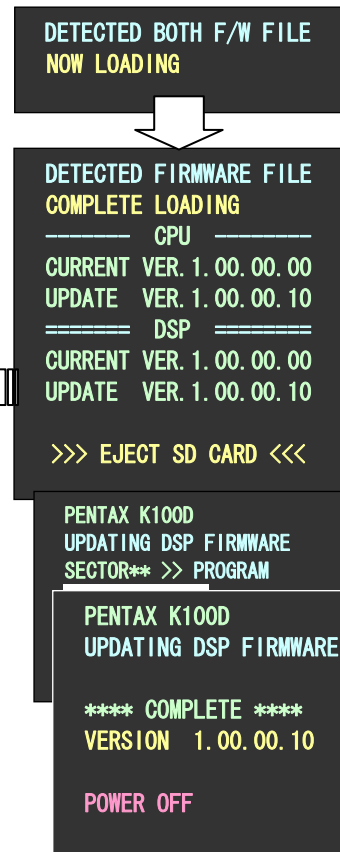 DETECTED BOTH F/W FILE
NOW LOADING
DETECTED FIRMWARE FILE
COMPLETE LOADING
------- CPU --------
CURRENT VER.1.00.00.00
UPDATE VER.1.00.00.10
======= DSP ========
CURRENT VER.1.00.00.00
UPDATE VER.1.00.00.10
>>> EJECT SD CARD <<<
PENTAX K100D
UPDATING DSP FIRMWARE
SECTOR** >> PROGRAM
PENTAX K100D
UPDATING DSP FIRMWARE
**** COMPLETE ****
VERSION 1.00.00.10
POWER OFF